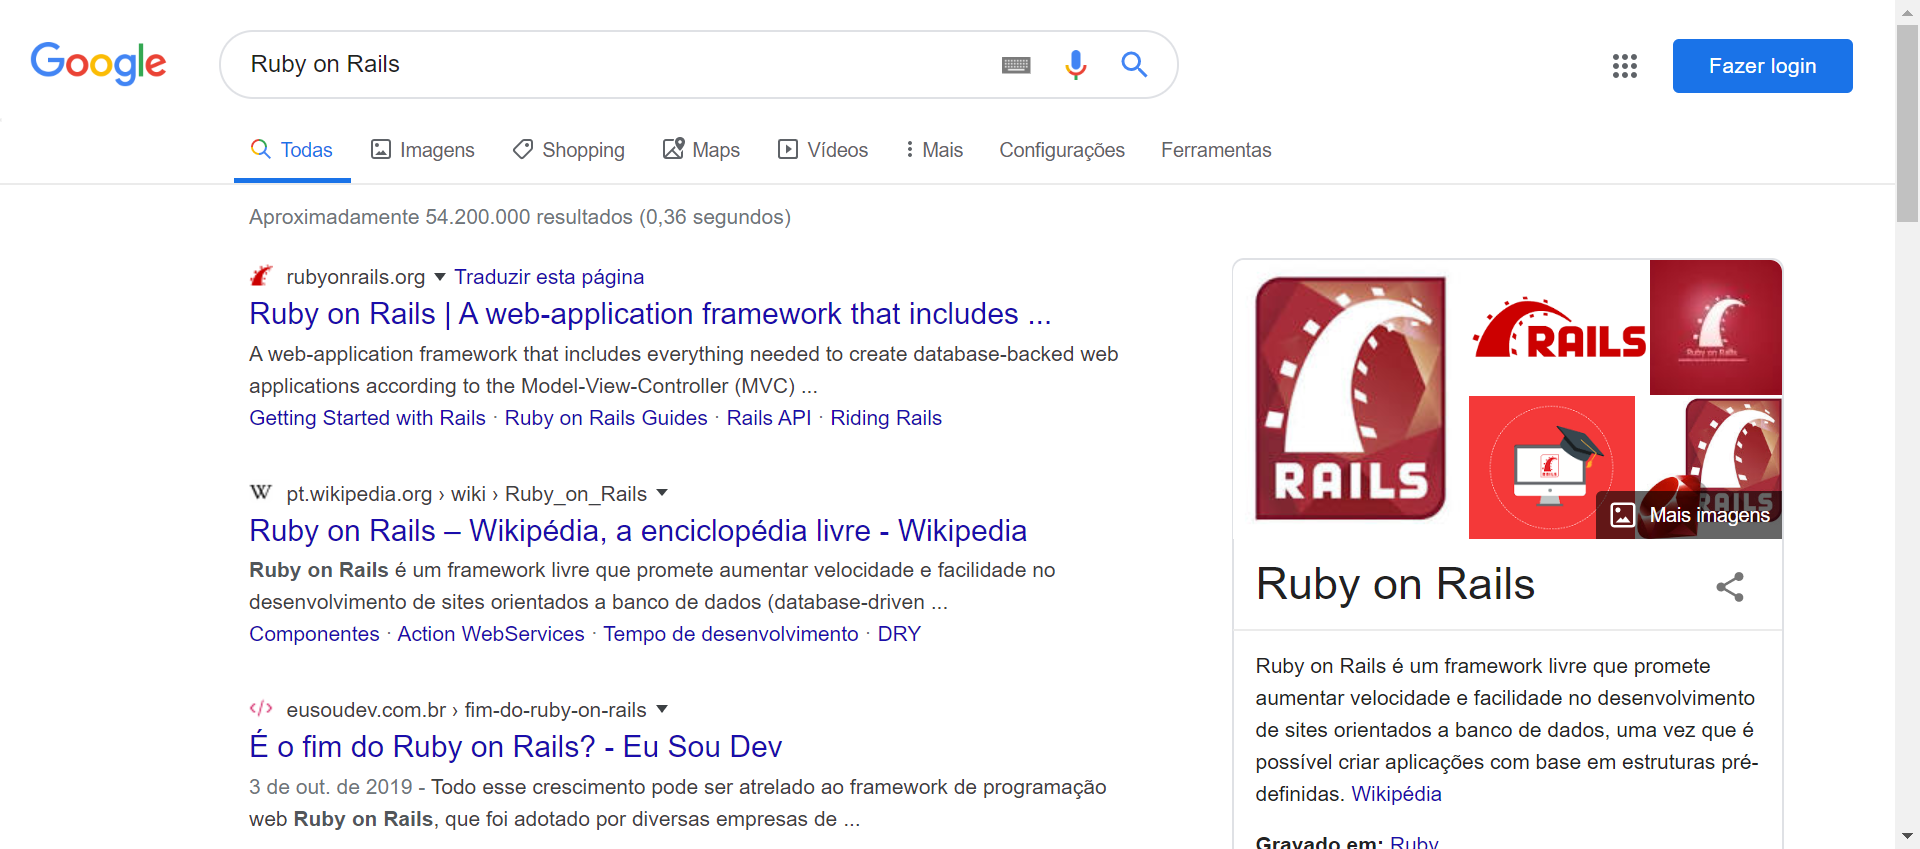 Google
Ruby on Rails
Fazer login
Todas
Imagens
Shopping
Maps
Vídeos
Mais
Configurações
Ferramentas
Aproximadamente 54.200.000 resultados (0,36 segundos)
rubyonrails.org Traduzir esta página
Ruby on Rails | A web-application framework that includes ...
A web-application framework that includes everything needed to create database-backed web
applications according to the Model-View-Controller (MVC) ...
Getting Started with Rails · Ruby on Rails Guides · Rails API · Riding Rails
W pt.wikipedia.org › wiki › Ruby_on_Rails
Ruby on Rails – Wikipédia, a enciclopédia livre - Wikipedia
Ruby on Rails é um framework livre que promete aumentar velocidade e facilidade no
desenvolvimento de sites orientados a banco de dados (database-driven ...
Componentes · Action WebServices · Tempo de desenvolvimento · DRY
</> eusoudev.com.br › fim-do-ruby-on-rails
É o fim do Ruby on Rails? - Eu Sou Dev
3 de out. de 2019 - Todo esse crescimento pode ser atrelado ao framework de programação
web Ruby on Rails, que foi adotado por diversas empresas de ...
RAILS
RAILS
Ruby on Rails
RAILS
Mais imagens
Ruby on Rails
Ruby on Rails é um framework livre que promete
aumentar velocidade e facilidade no desenvolvimento
de sites orientados a banco de dados, uma vez que é
possível criar aplicações com base em estruturas pré-
definidas. Wikipédia
Gravado em: Ruby